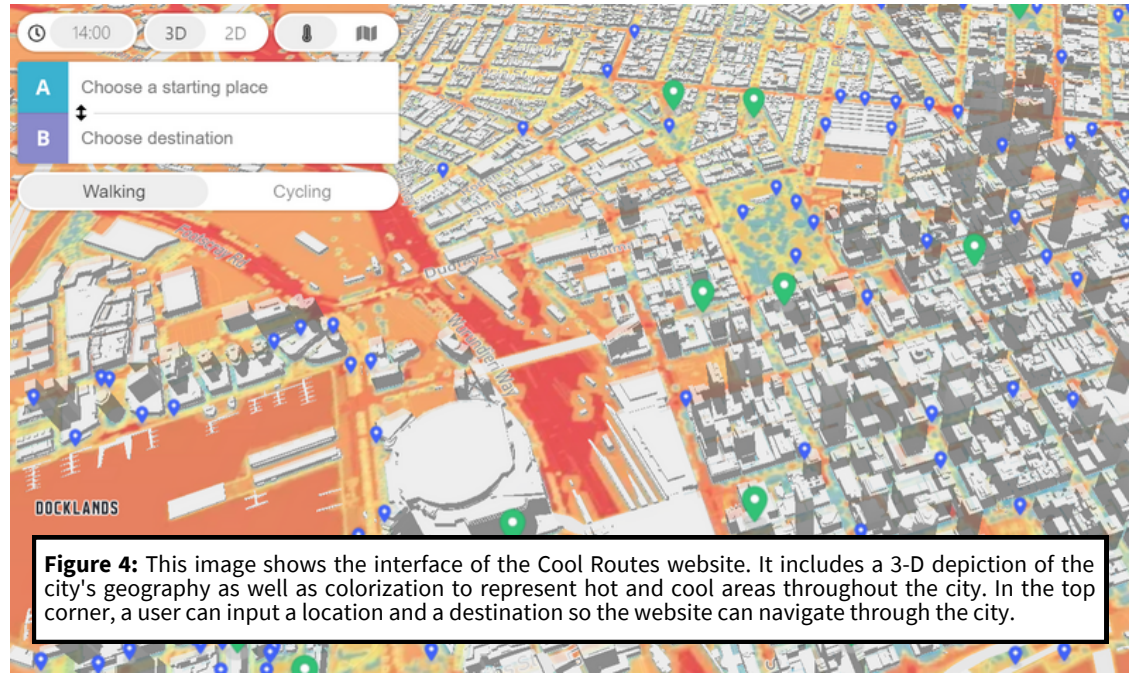 14:00 3D 2D
A Choose a starting place
B Choose destination
Walking Cycling
Dudley St
Wurundjeri Way
DOCKLANDS
Figure 4: This image shows the interface of the Cool Routes website. It includes a 3-D depiction of the
city's geography as well as colorization to represent hot and cool areas throughout the city. In the top
corner, a user can input a location and a destination so the website can navigate through the city.